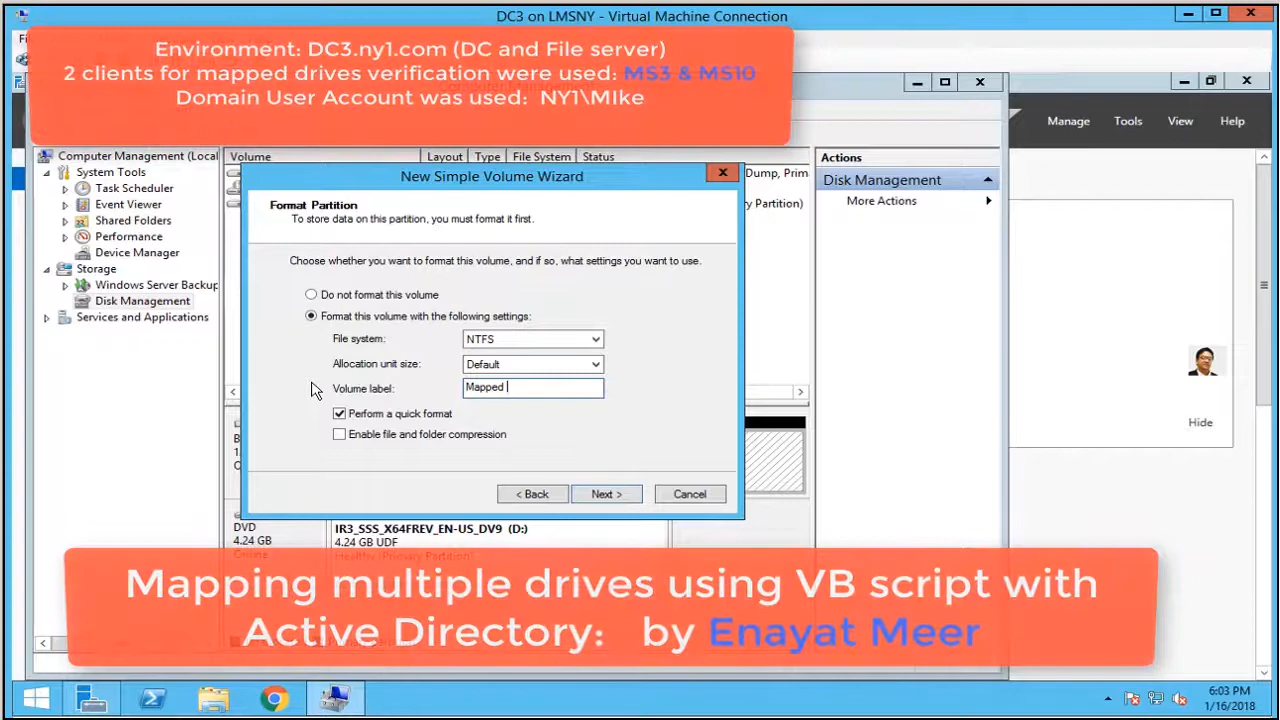 DC3 on LMSNY - Virtual Machine Connection
Environment: DC3.ny1.com (DC and File server)
2 clients for mapped drives verification were used: MS3 & MS10
Domain User Account was used: NY1\MIke
Manage Tools View Help
Computer Management (Local
System Tools
Task Scheduler
Event Viewer
Shared Folders
Performance
Device Manager
Storage
Windows Server Backup
Disk Management
Services and Applications
Volume Layout Type File System Status
Dump, Prim
y Partition)
Actions
Disk Management
More Actions
New Simple Volume Wizard
Format Partition
To store data on this partition, you must format it first.
Choose whether you want to format this volume, and if so, what settings you want to use.
Do not format this volume
Format this volume with the following settings:
File system: NTFS
Allocation unit size: Default
Volume label: Mapped
Perform a quick format
Enable file and folder compression
< Back Next > Cancel
Hide
DVD
4.24 GB
Online
IR3_SSS_X64FREV_EN-US_DV9 (D:)
4.24 GB UDF
Healthy (Primary Partition)
Mapping multiple drives using VB script with
Active Directory: by Enayat Meer
6:03 PM
1/16/2018